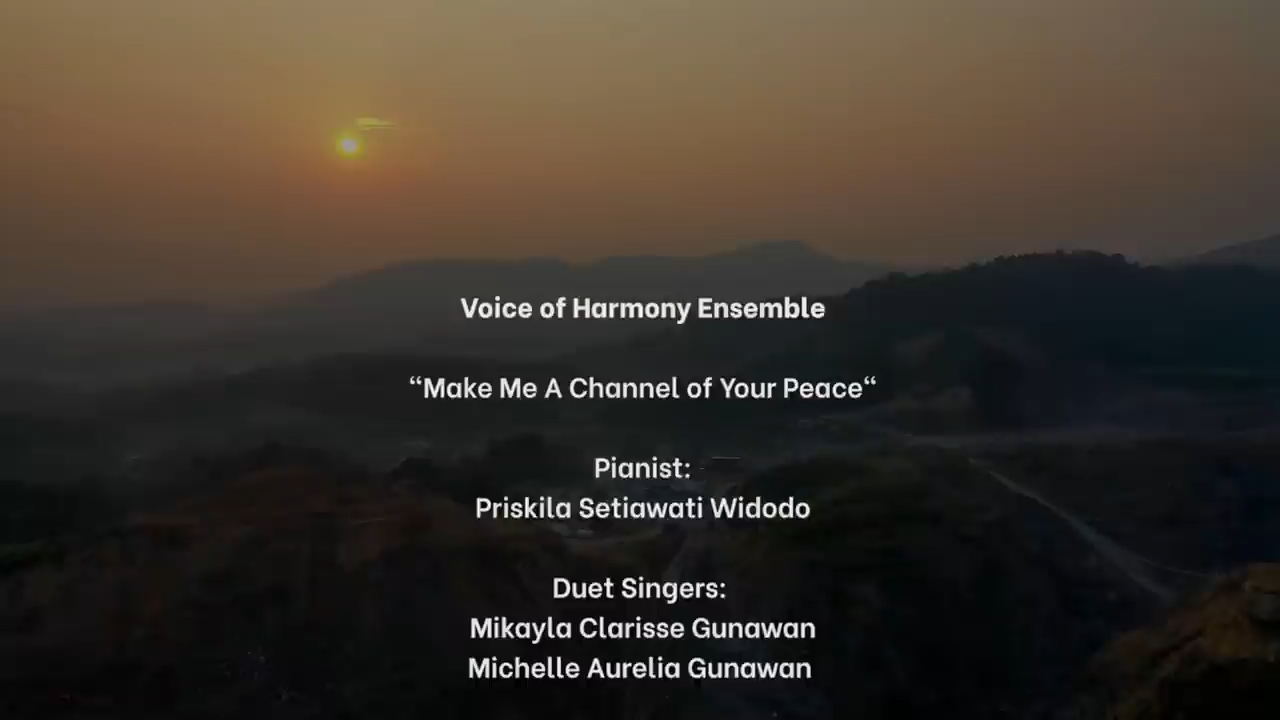 Voice of Harmony Ensemble
“Make Me A Channel of Your Peace“
Pianist:
Priskila Setiawati Widodo
Duet Singers:
Mikayla Clarisse Gunawan
Michelle Aurelia Gunawan